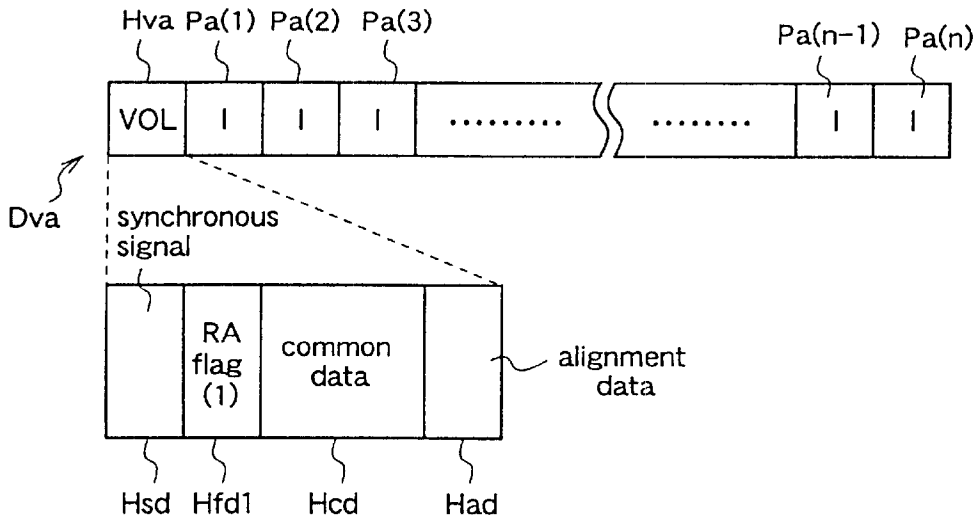 Hva Pa(1) Pa(2) Pa(3) Pa(n-1) Pa(n)
VOL I I I ......... ........ I I
Dva
synchronous
signal
RA
flag
(1)
common
data
alignment
data
Hsd Hfd1 Hcd Had